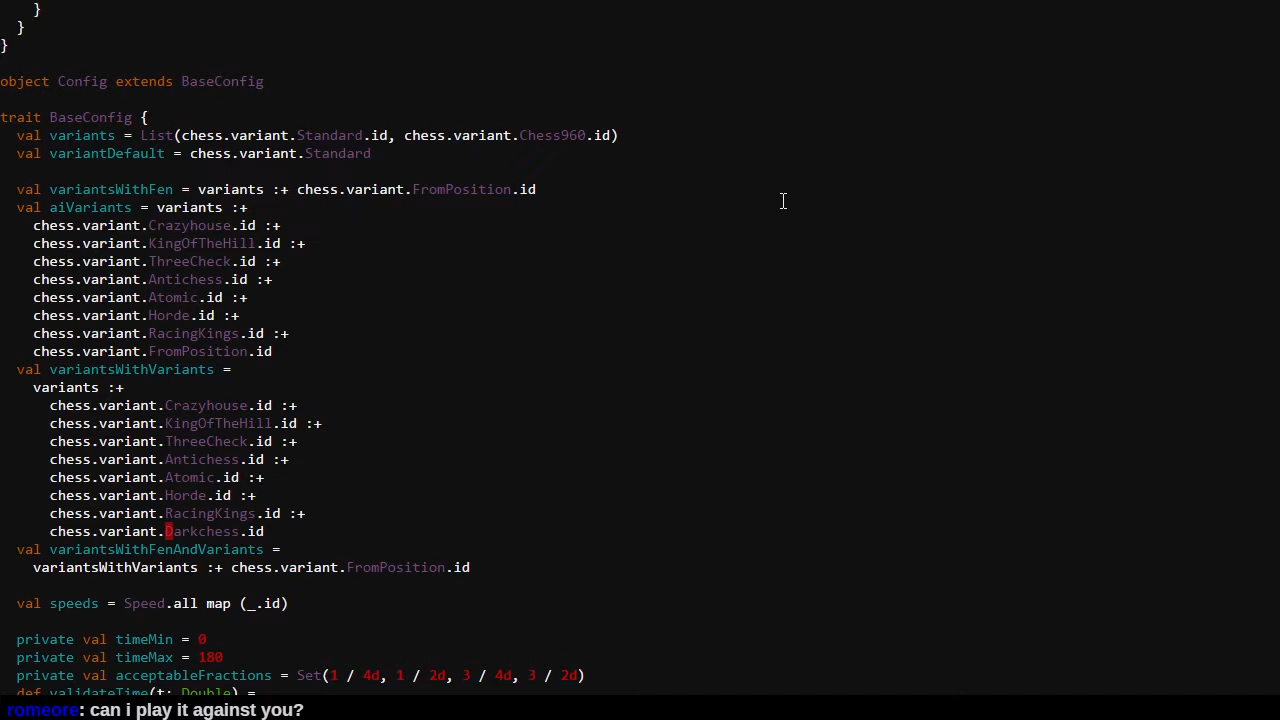 }
  }
}
object Config extends BaseConfig
trait BaseConfig {
  val variants = List(chess.variant.Standard.id, chess.variant.Chess960.id)
  val variantDefault = chess.variant.Standard
  val variantsWithFen = variants :+ chess.variant.FromPosition.id
  val aiVariants = variants :+
    chess.variant.Crazyhouse.id :+
    chess.variant.KingOfTheHill.id :+
    chess.variant.ThreeCheck.id :+
    chess.variant.Antichess.id :+
    chess.variant.Atomic.id :+
    chess.variant.Horde.id :+
    chess.variant.RacingKings.id :+
    chess.variant.FromPosition.id
  val variantsWithVariants =
    variants :+
      chess.variant.Crazyhouse.id :+
      chess.variant.KingOfTheHill.id :+
      chess.variant.ThreeCheck.id :+
      chess.variant.Antichess.id :+
      chess.variant.Atomic.id :+
      chess.variant.Horde.id :+
      chess.variant.RacingKings.id :+
      chess.variant.Darkchess.id
  val variantsWithFenAndVariants =
    variantsWithVariants :+ chess.variant.FromPosition.id
  val speeds = Speed.all map (_.id)
  private val timeMin = 0
  private val timeMax = 180
  private val acceptableFractions = Set(1 / 4d, 1 / 2d, 3 / 4d, 3 / 2d)
  def validateTime(t: Double) =
romeore: can i play it against you?